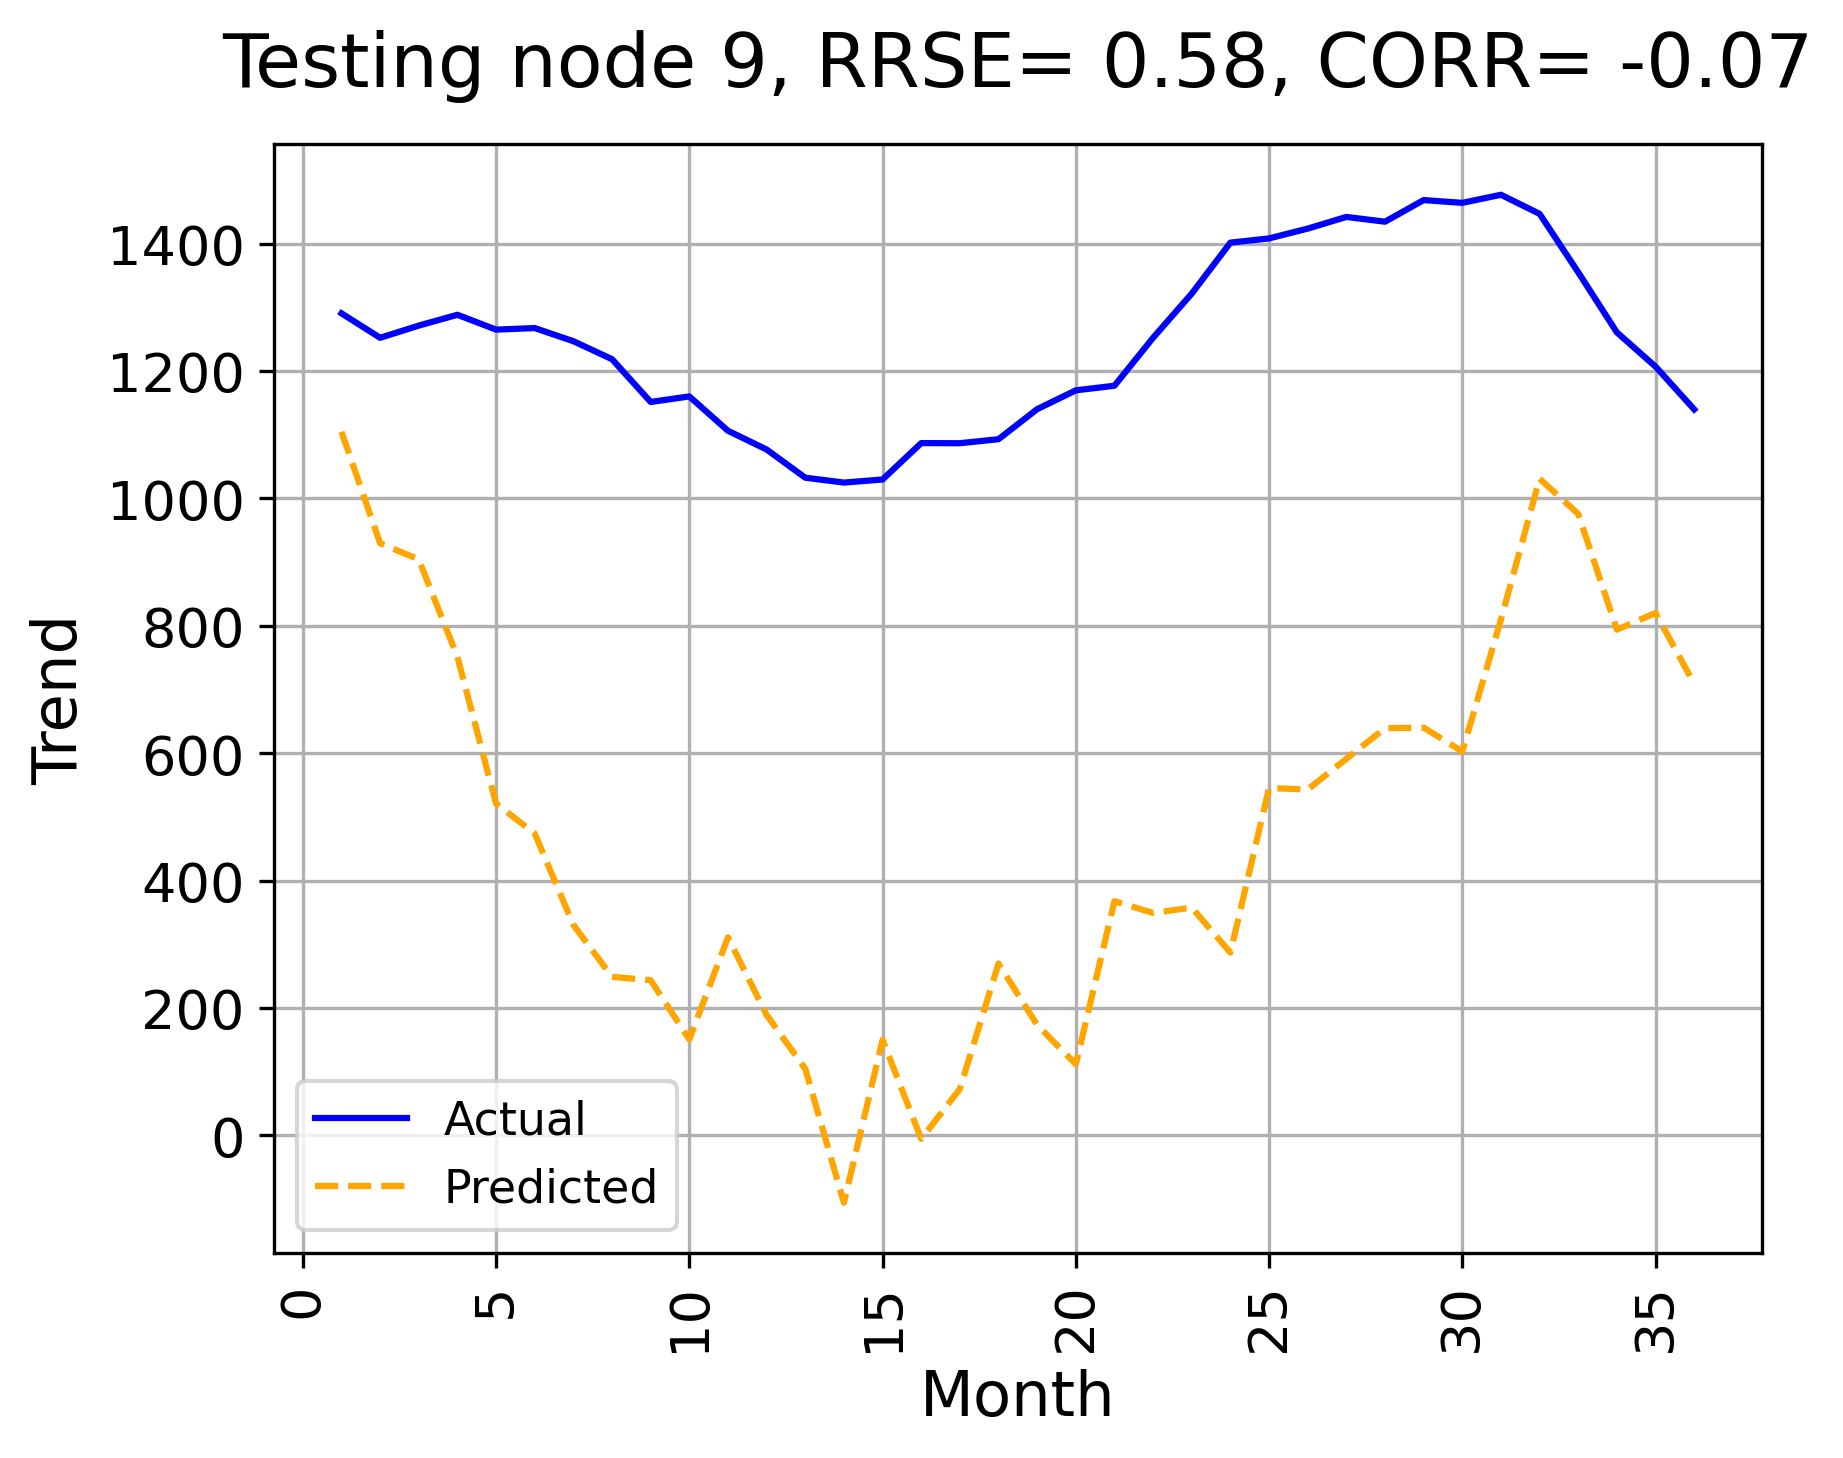 Testing node 9, RRSE= 0.58, CORR= -0.07
1400
1200
1000
800
600
400
200
0
Trend
Actual
Predicted
0 5 10 15 20 25 30 35
Month